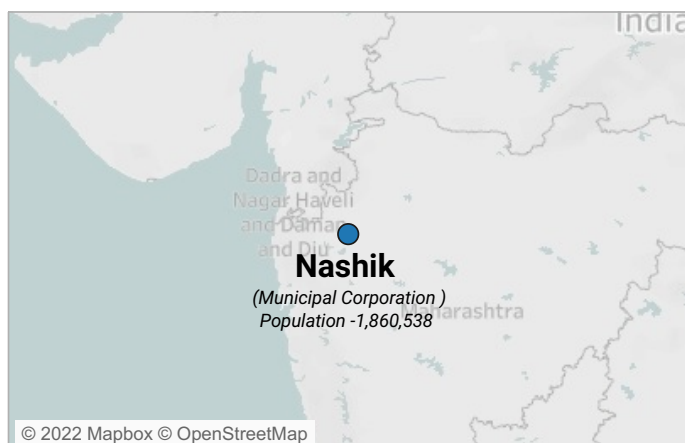 India
Dadra and
Nagar Haveli
and Daman
and Diu
Nashik
(Municipal Corporation )
Maharashtra
Population -1,860,538
© 2022 Mapbox © OpenStreetMap